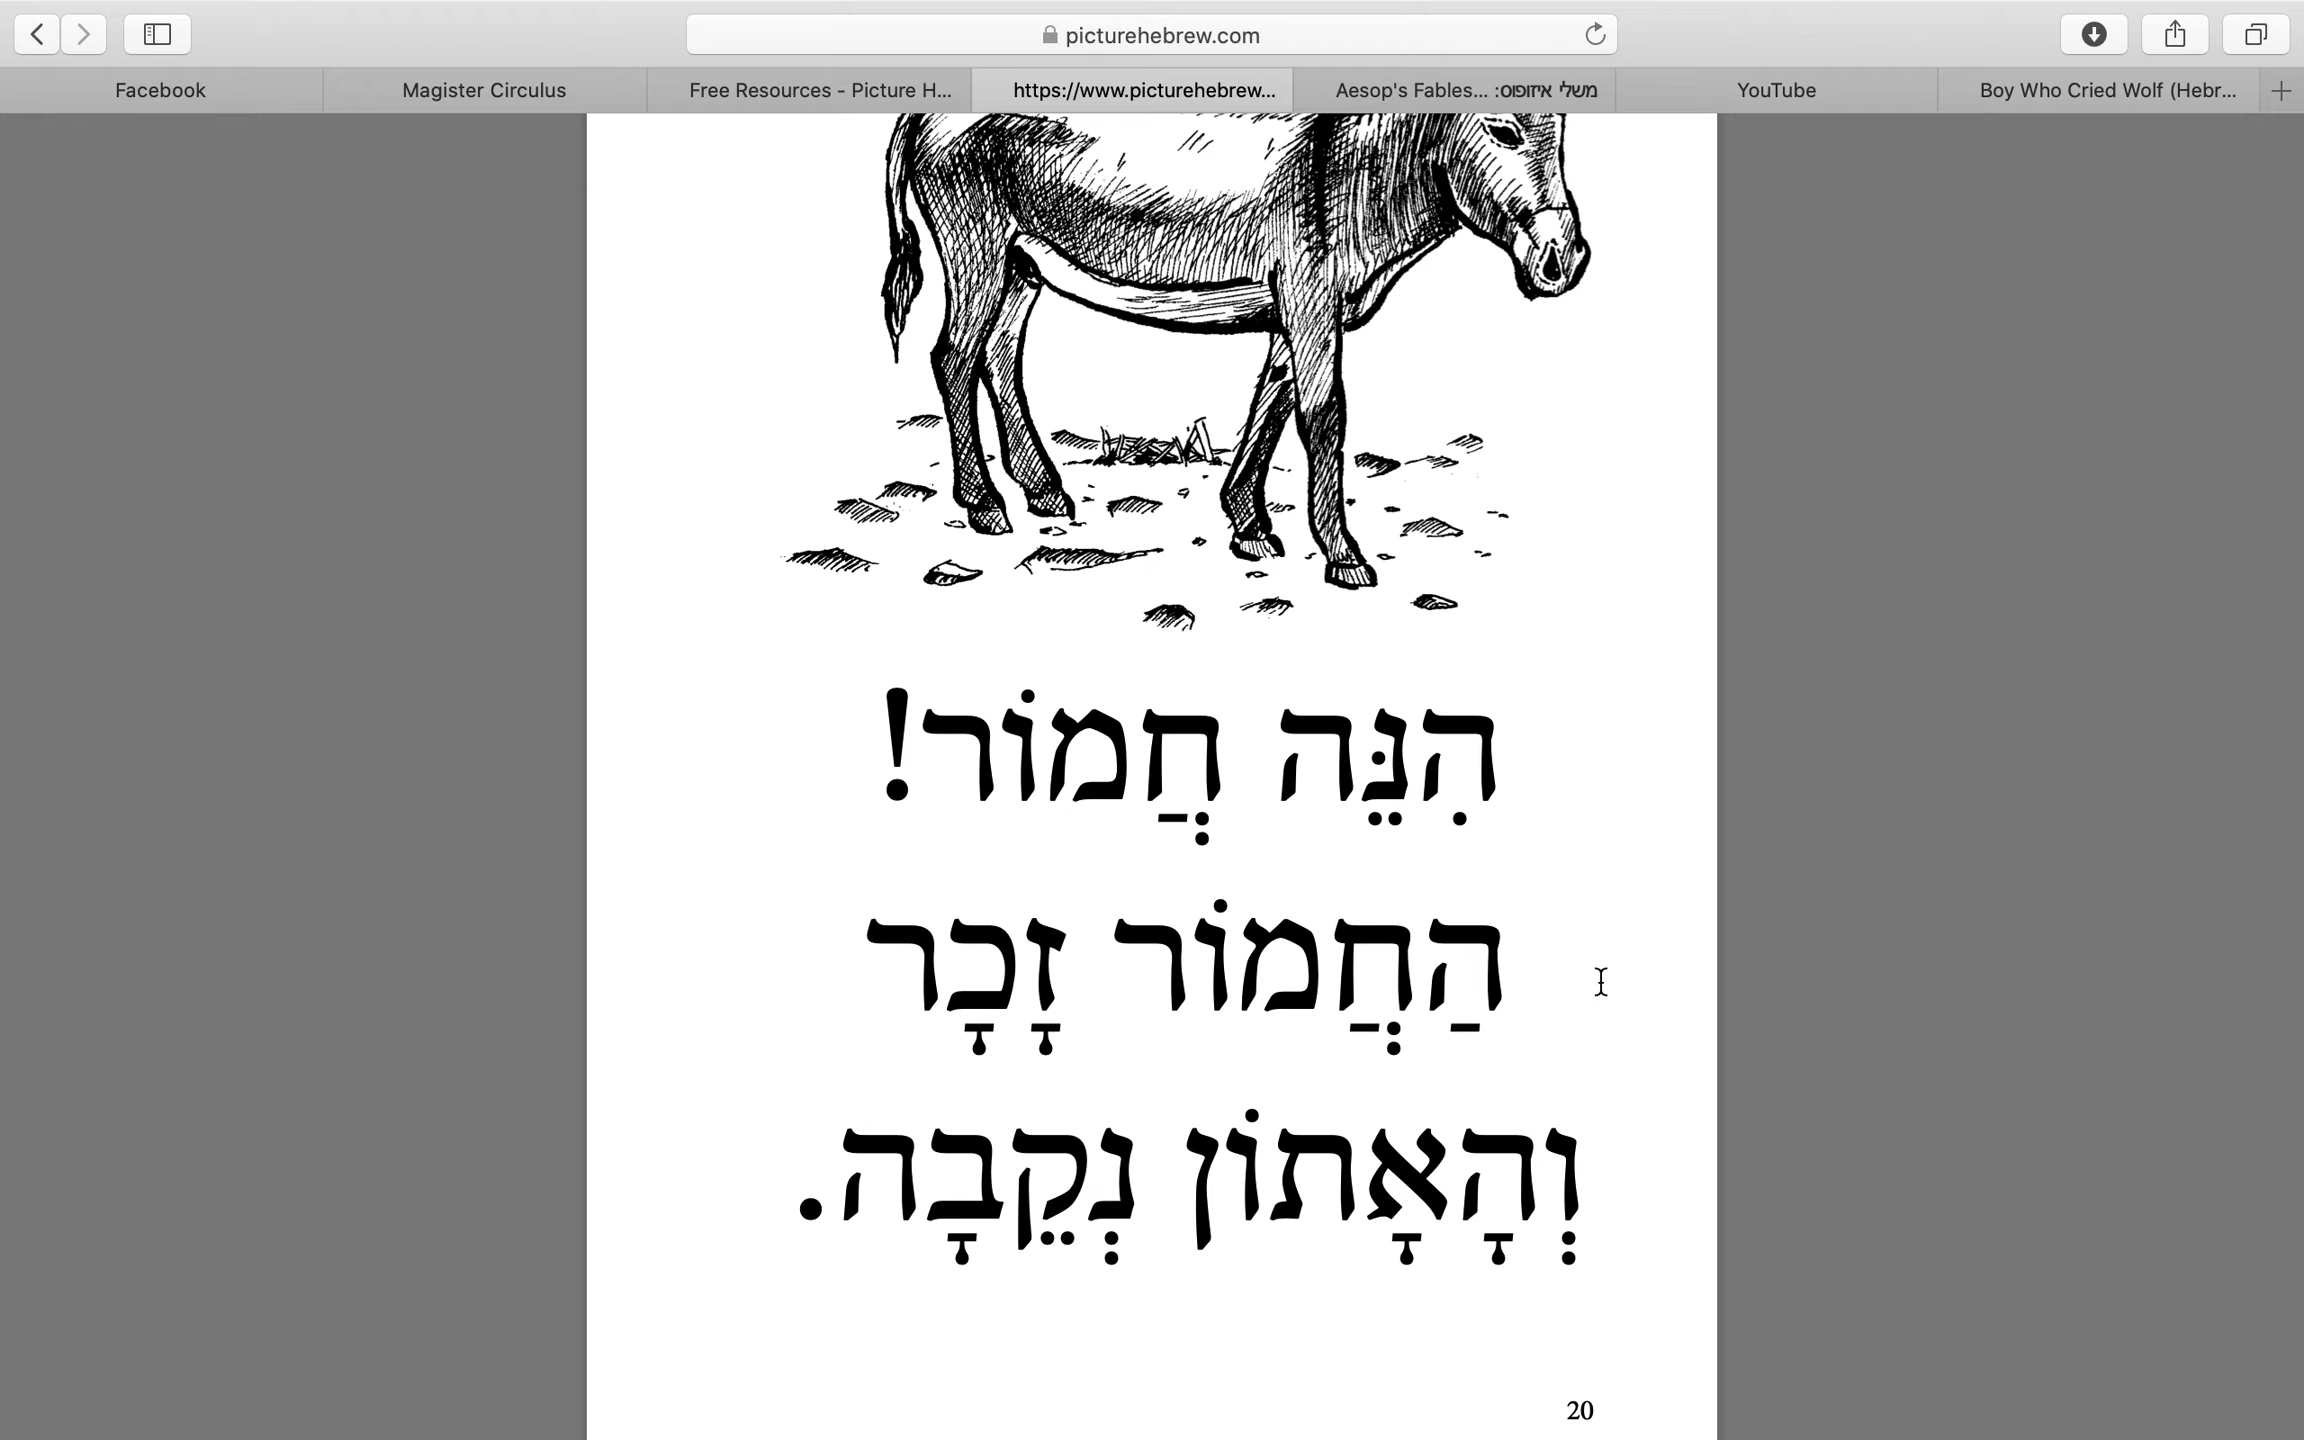 picturehebrew.com
Facebook
Magister Circulus
Free Resources - Picture H...
https://www.picturehebrew...
Aesop's Fables... :משלי איזופוס
YouTube
Boy Who Cried Wolf (Hebr...
הִנֵּה חֲמוֹר!
הַחֲמוֹר זָכָר
וְהָאָתוֹן נְקֵבָה.
20